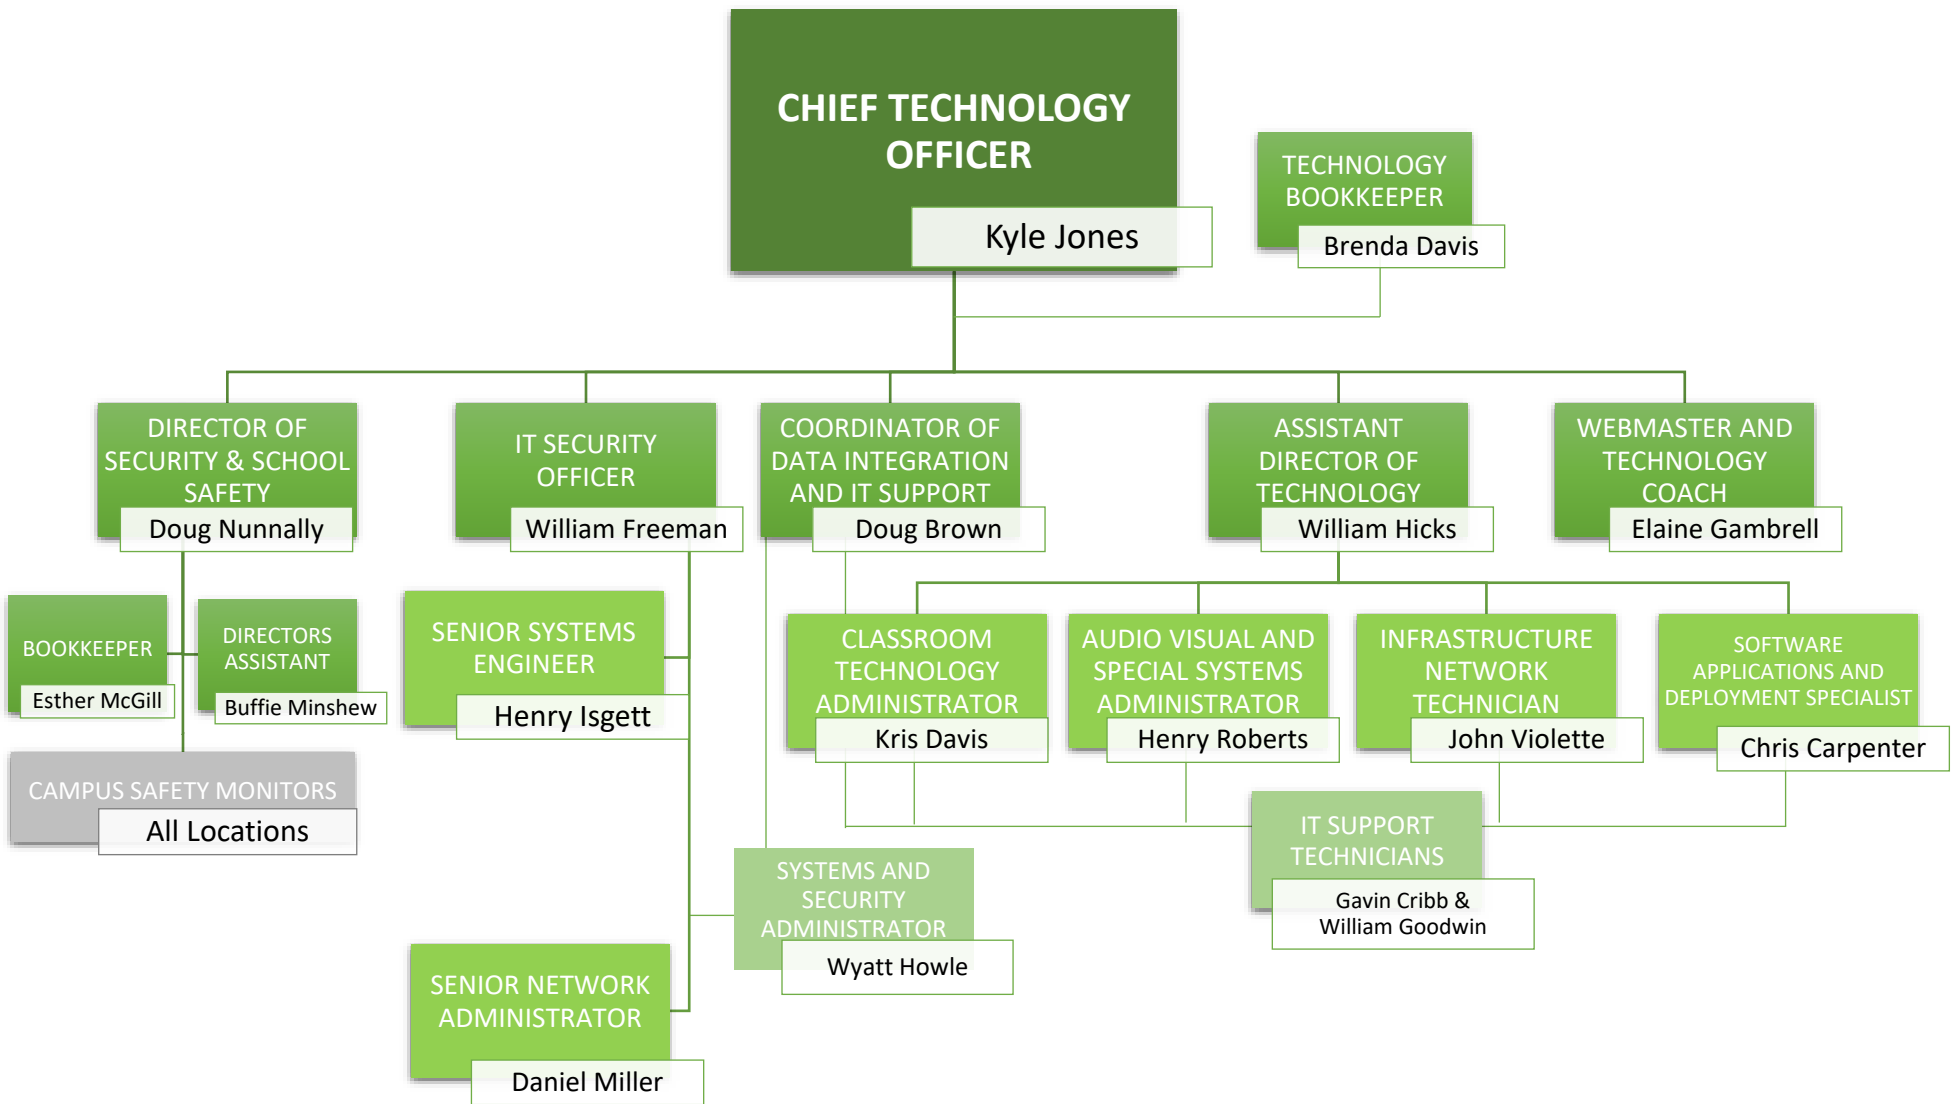 CHIEF TECHNOLOGY
OFFICER
Kyle Jones
TECHNOLOGY
BOOKKEEPER
Brenda Davis
DIRECTOR OF
SECURITY & SCHOOL
SAFETY
Doug Nunnally
IT SECURITY
OFFICER
William Freeman
COORDINATOR OF
DATA INTEGRATION
AND IT SUPPORT
Doug Brown
ASSISTANT
DIRECTOR OF
TECHNOLOGY
William Hicks
WEBMASTER AND
TECHNOLOGY
COACH
Elaine Gambrell
BOOKKEEPER
Esther McGill
DIRECTORS
ASSISTANT
Buffie Minshew
SENIOR SYSTEMS
ENGINEER
Henry Isgett
CLASSROOM
TECHNOLOGY
ADMINISTRATOR
Kris Davis
AUDIO VISUAL AND
SPECIAL SYSTEMS
ADMINISTRATOR
Henry Roberts
INFRASTRUCTURE
NETWORK
TECHNICIAN
John Violette
SOFTWARE
APPLICATIONS AND
DEPLOYMENT SPECIALIST
Chris Carpenter
CAMPUS SAFETY MONITORS
All Locations
IT SUPPORT
TECHNICIANS
Gavin Cribb &
William Goodwin
SYSTEMS AND
SECURITY
ADMINISTRATOR
Wyatt Howle
SENIOR NETWORK
ADMINISTRATOR
Daniel Miller